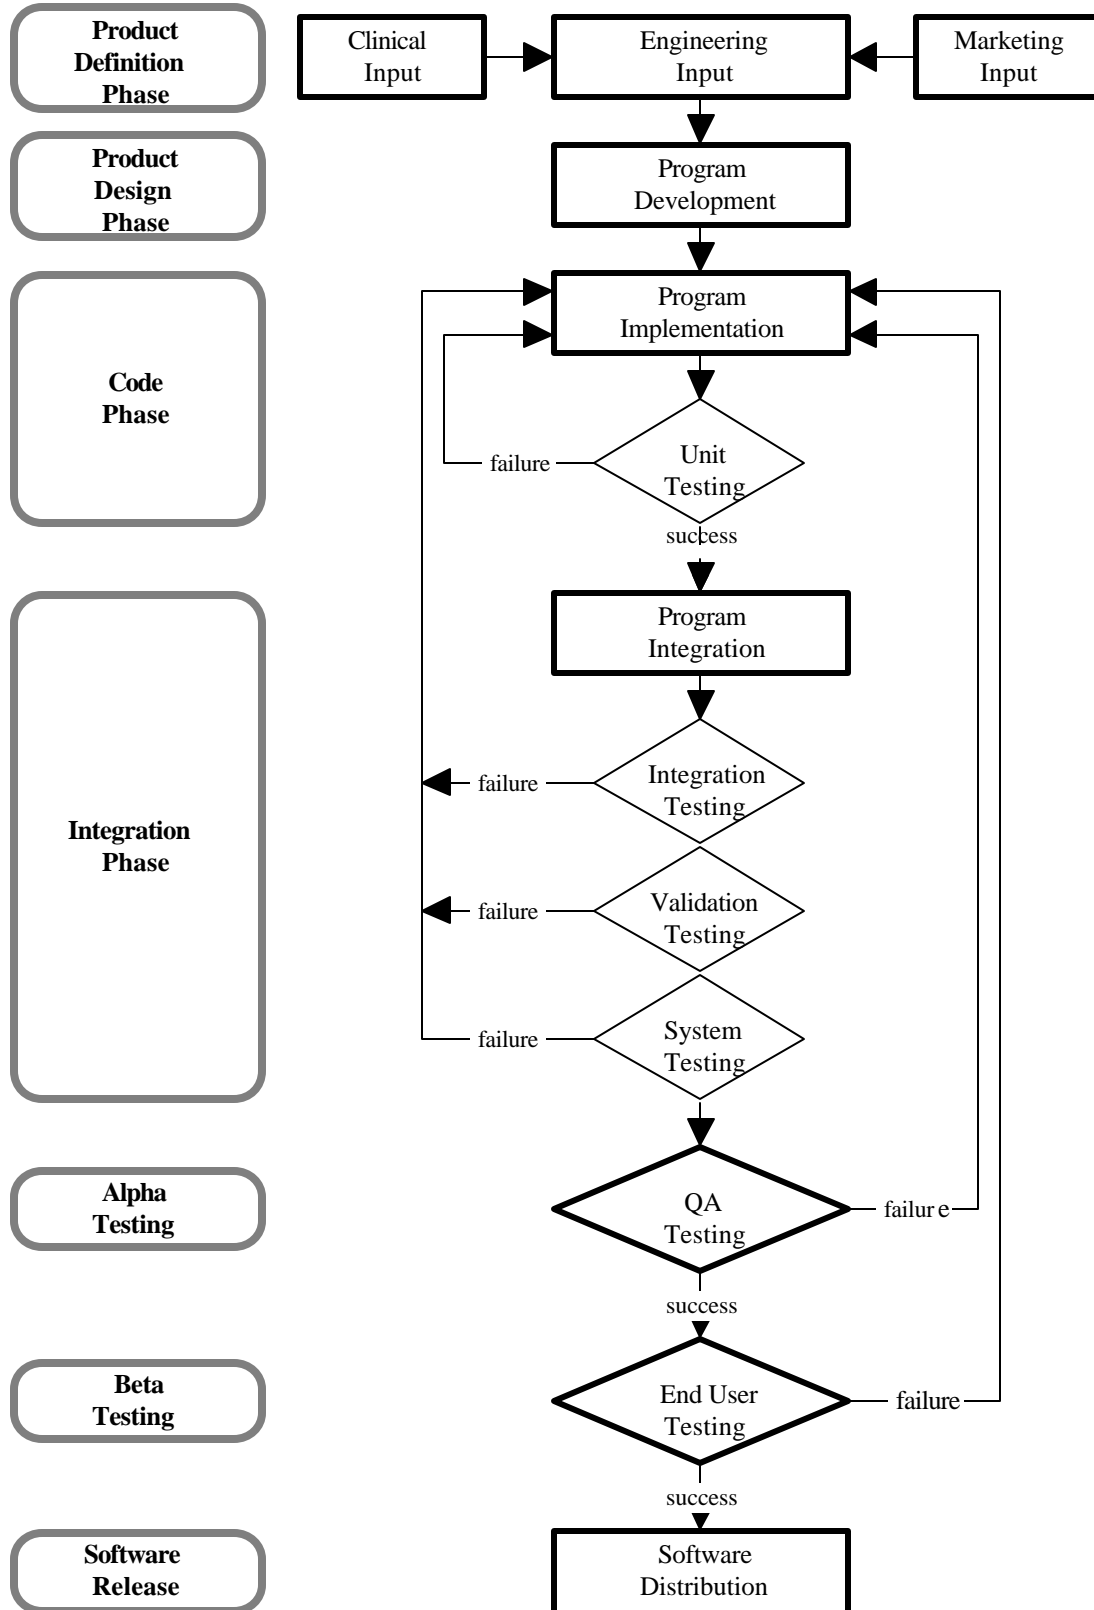 Product
Definition
Phase
Clinical
Input
Engineering
Input
Marketing
Input
Product
Design
Phase
Program
Development
Code
Phase
Program
Implementation
Unit
Testing
failure
success
Integration
Phase
Program
Integration
Integration
Testing
failure
Validation
Testing
failure
System
Testing
failure
Alpha
Testing
QA
Testing
failure
success
Beta
Testing
End User
Testing
failure
success
Software
Release
Software
Distribution